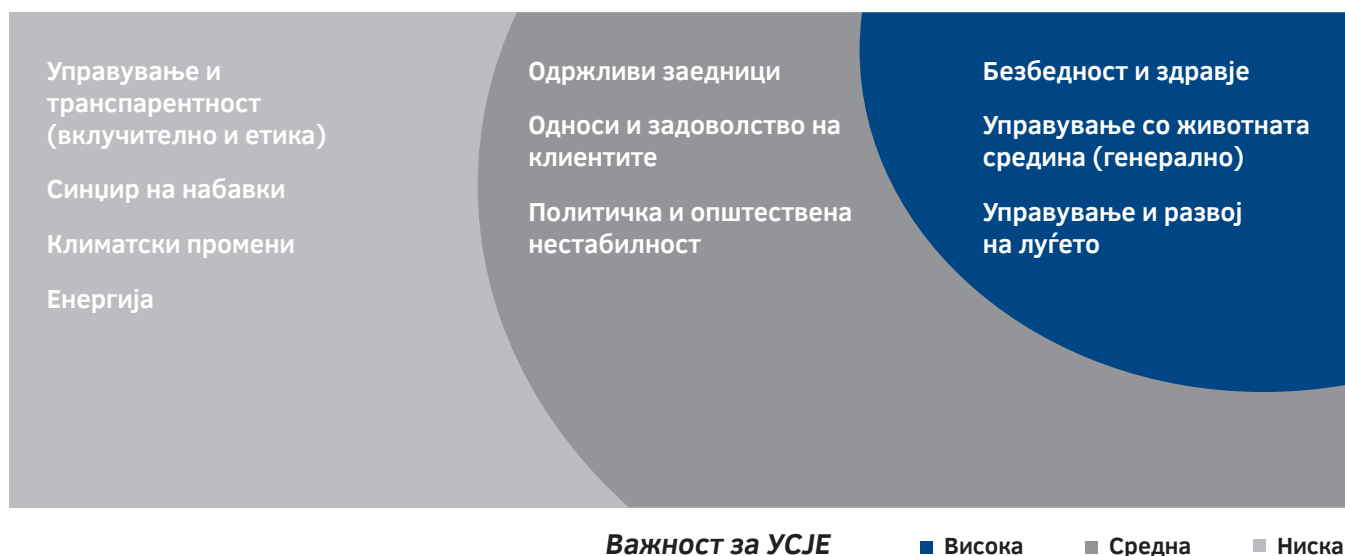 Управување и
транспарентност
(вклучително и етика)
Синџир на набавки
Климатски промени
Енергија
Одржливи заедници
Односи и задоволство на
клиентите
Политичка и општествена
нестабилност
Безбедност и здравје
Управување со животната
средина (генерално)
Управување и развој
на луѓето
Важност за УСЈЕ
Висока
Средна
Ниска